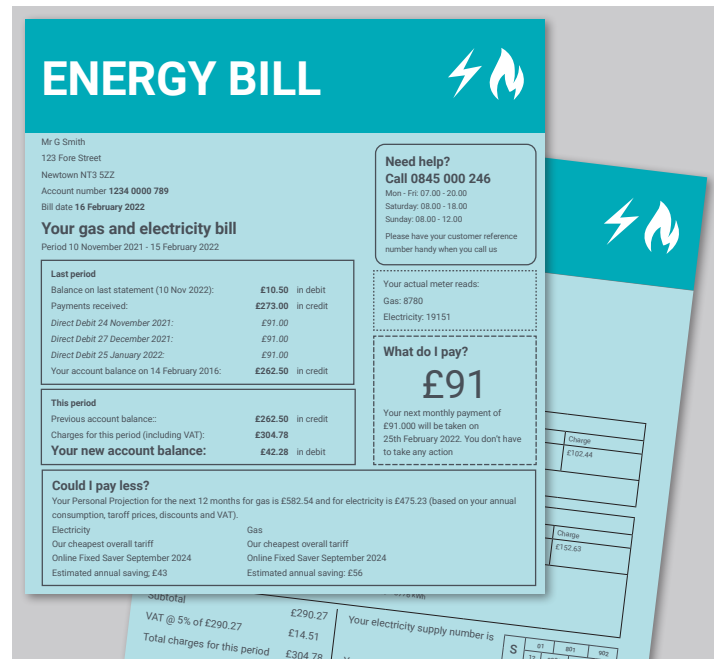 ENERGY BILL
Mr G Smith
123 Fore Street
Newtown NT3 5ZZ
Account number 1234 0000 789
Bill date 16 February 2022
Your gas and electricity bill
Period 10 November 2021 - 15 February 2022
Last period
Balance on last statement (10 Nov 2022): £10.50 in debit
Payments received: £273.00 in credit
Direct Debit 24 November 2021: £91.00
Direct Debit 27 December 2021: £91.00
Direct Debit 25 January 2022: £91.00
Your account balance on 14 February 2016: £262.50 in credit
This period
Previous account balance:: £262.50 in credit
Charges for this period (including VAT): £304.78
Your new account balance: £42.28 in debit
Need help?
Call 0845 000 246
Mon - Fri: 07.00 - 20.00
Saturday: 08.00 - 18.00
Sunday: 08.00 - 12.00
Please have your customer reference
number handy when you call us
Your actual meter reads:
Gas: 8780
Electricity: 19151
What do I pay?
£91
Your next monthly payment of
£91.000 will be taken on
25th February 2022. You don't have
to take any action
Could I pay less?
Your Personal Projection for the next 12 months for gas is £582.54 and for electricity is £475.23 (based on your annual
consumption, taroff prices, discounts and VAT).
Electricity Gas
Our cheapest overall tariff Our cheapest overall tariff
Online Fixed Saver September 2024 Online Fixed Saver September 2024
Estimated annual saving; £43 Estimated annual saving: £56
Charge
£102.44
Charge
£152.63
kWh
Subtotal £290.27
VAT @ 5% of £290.27 £14.51
Total charges for this period £304.78
Your electricity supply number is
S 01 801 902